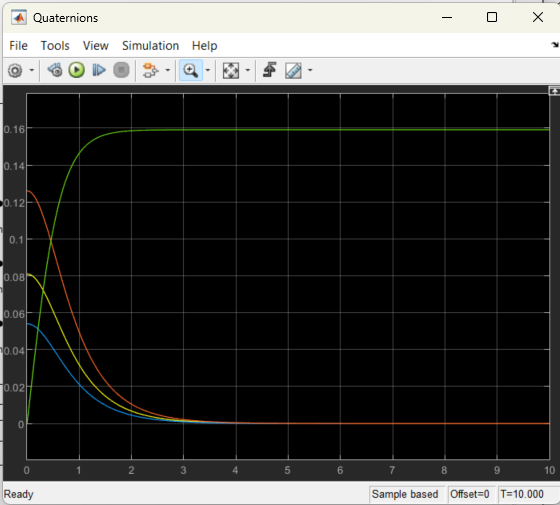 Quaternions
File Tools View Simulation Help
0.16
0.14
0.12
0.1
0.08
0.06
0.04
0.02
0
0 1 2 3 4 5 6 7 8 9 10
Ready Sample based Offset=0 T=10.000